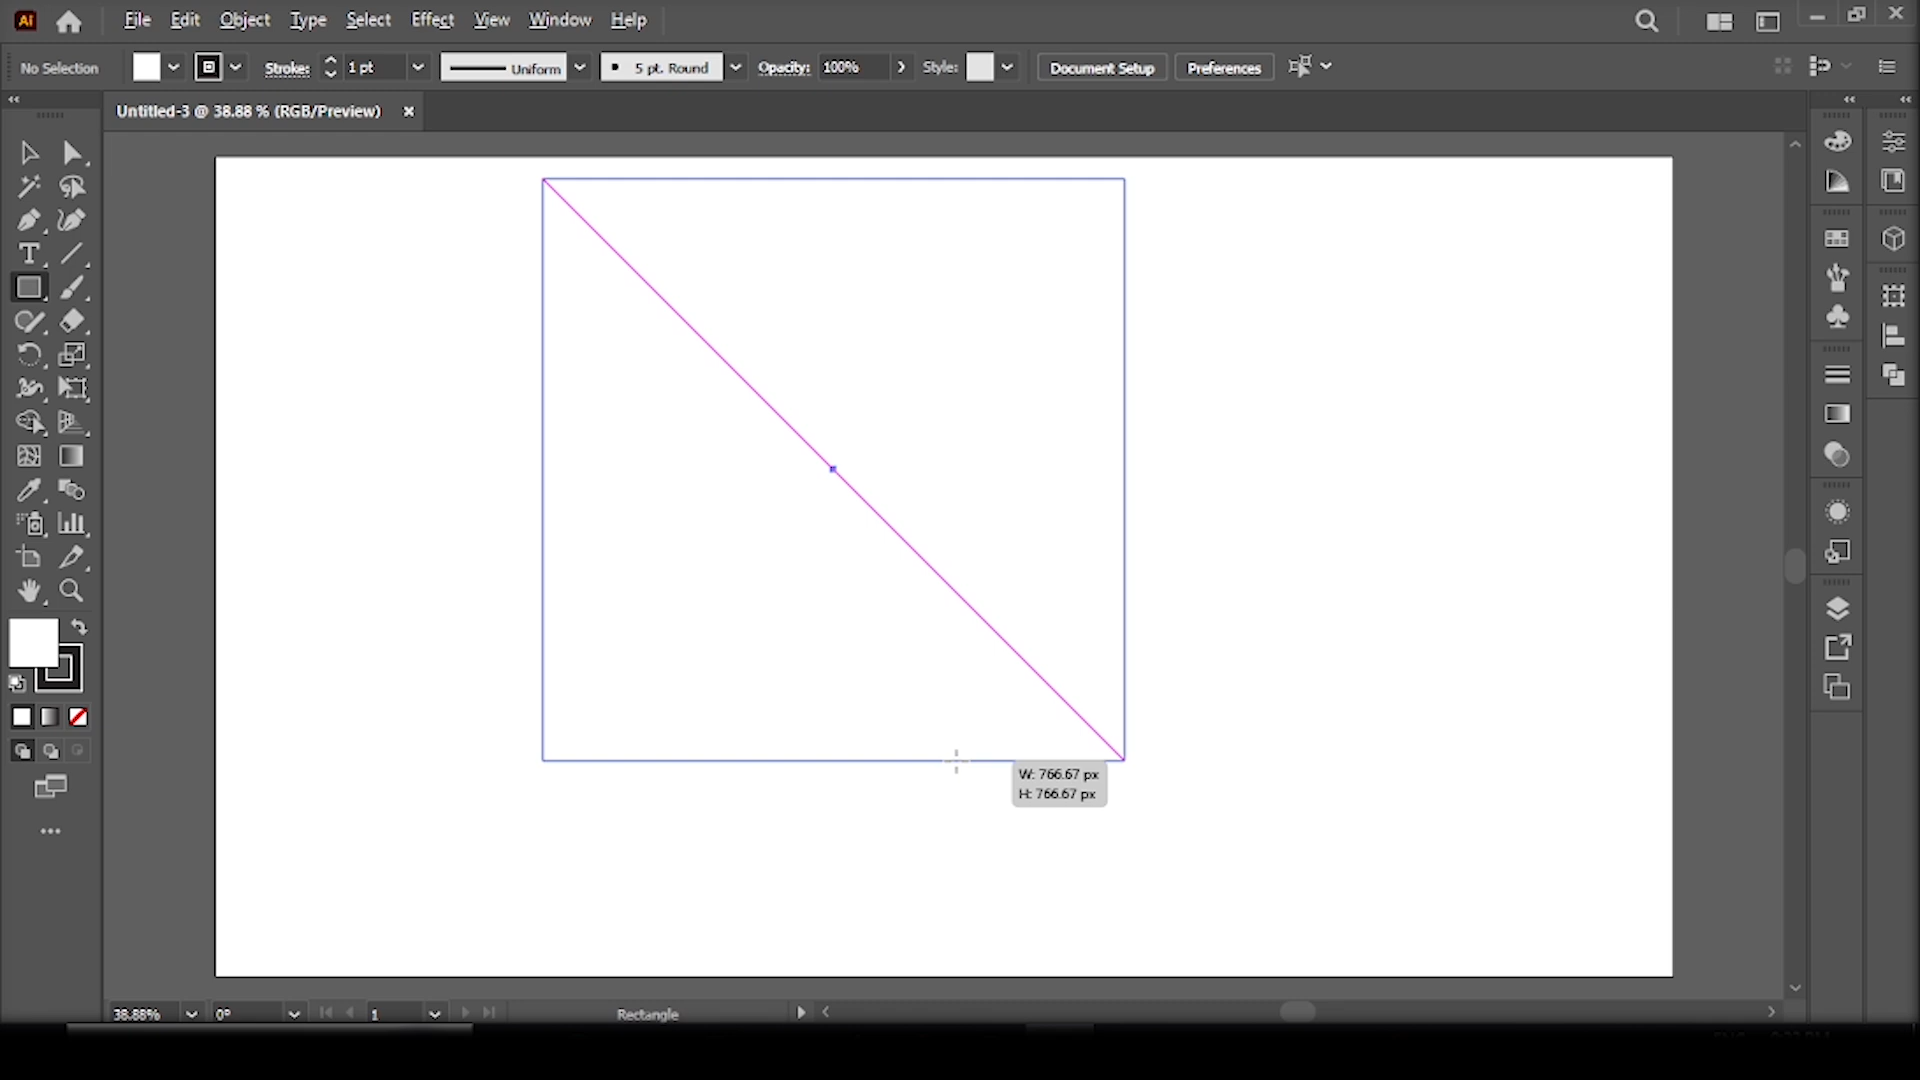 Ai File Edit Object Type Select Effect View Window Help
No Selection Stroke: 1 pt Uniform 5 pt. Round Opacity: 100% Style: Document Setup Preferences
Untitled-3 @ 38.88 % (RGB/Preview)
W: 766.67 px
H: 766.67 px
38.88% 0° 1 Rectangle